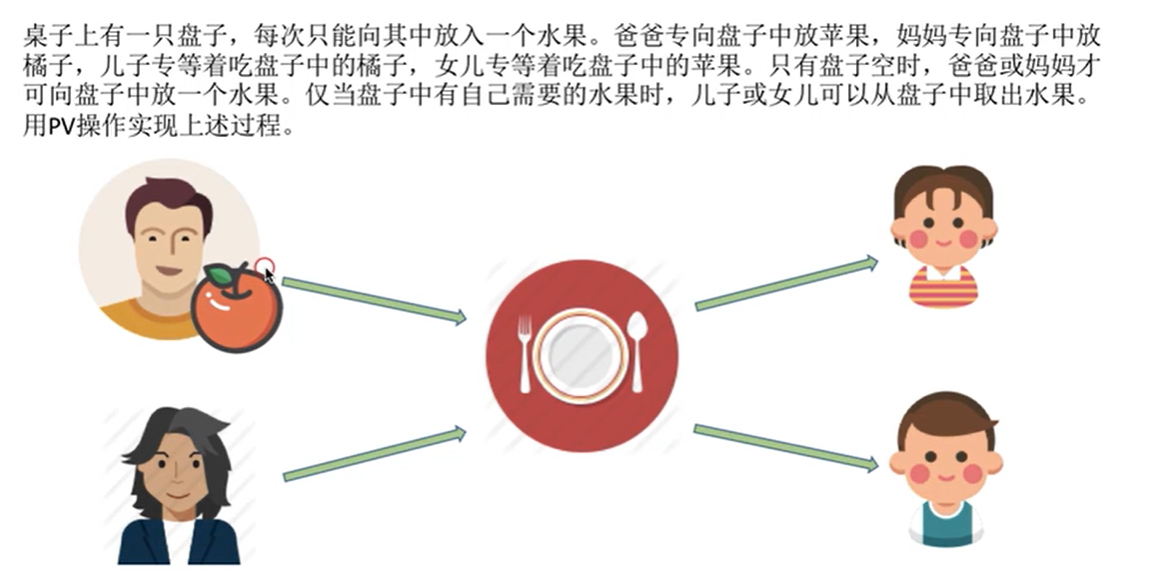 桌子上有一只盘子，每次只能向其中放入一个水果。爸爸专向盘子中放苹果，妈妈专向盘子中放
橘子，儿子专等着吃盘子中的橘子，女儿专等着吃盘子中的苹果。只有盘子空时，爸爸或妈妈才
可向盘子中放一个水果。仅当盘子中有自己需要的水果时，儿子或女儿可以从盘子中取出水果。
用PV操作实现上述过程。